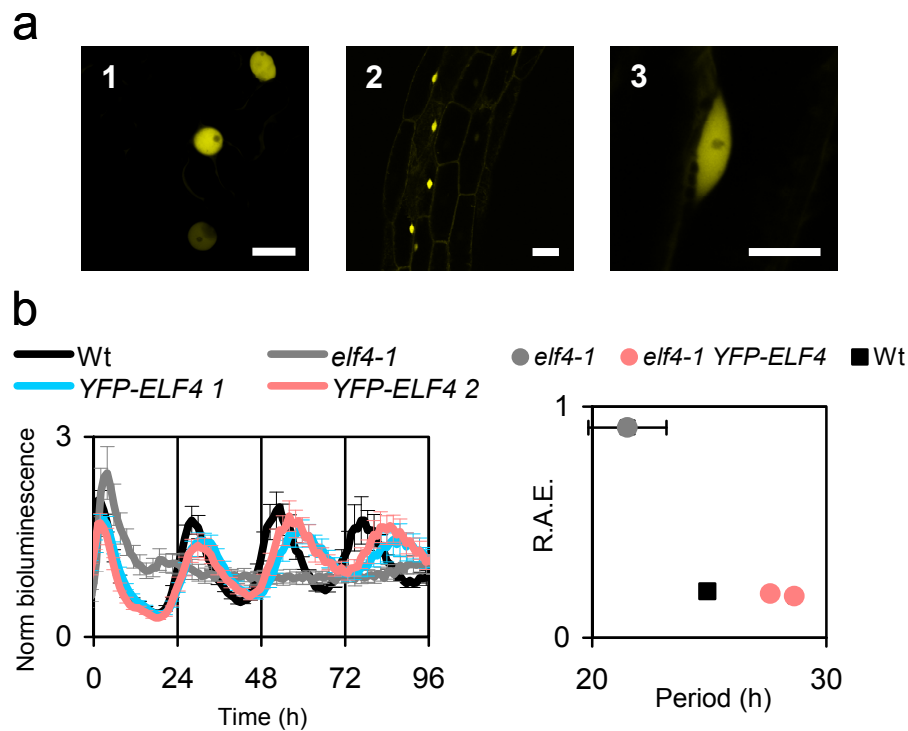 a
1 2 3
b
Wt elf4-1
YFP-ELF4 1 YFP-ELF4 2
elf4-1 elf4-1 YFP-ELF4 Wt
3
Norm bioluminescence
0
0 24 48 72 96
Time (h)
1
R.A.E.
0
20 30
Period (h)